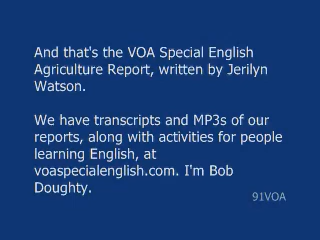 And that's the VOA Special English
Agriculture Report, written by Jerilyn
Watson.
We have transcripts and MP3s of our
reports, along with activities for people
learning English, at
voaspecialenglish.com. I'm Bob
Doughty.
91VOA